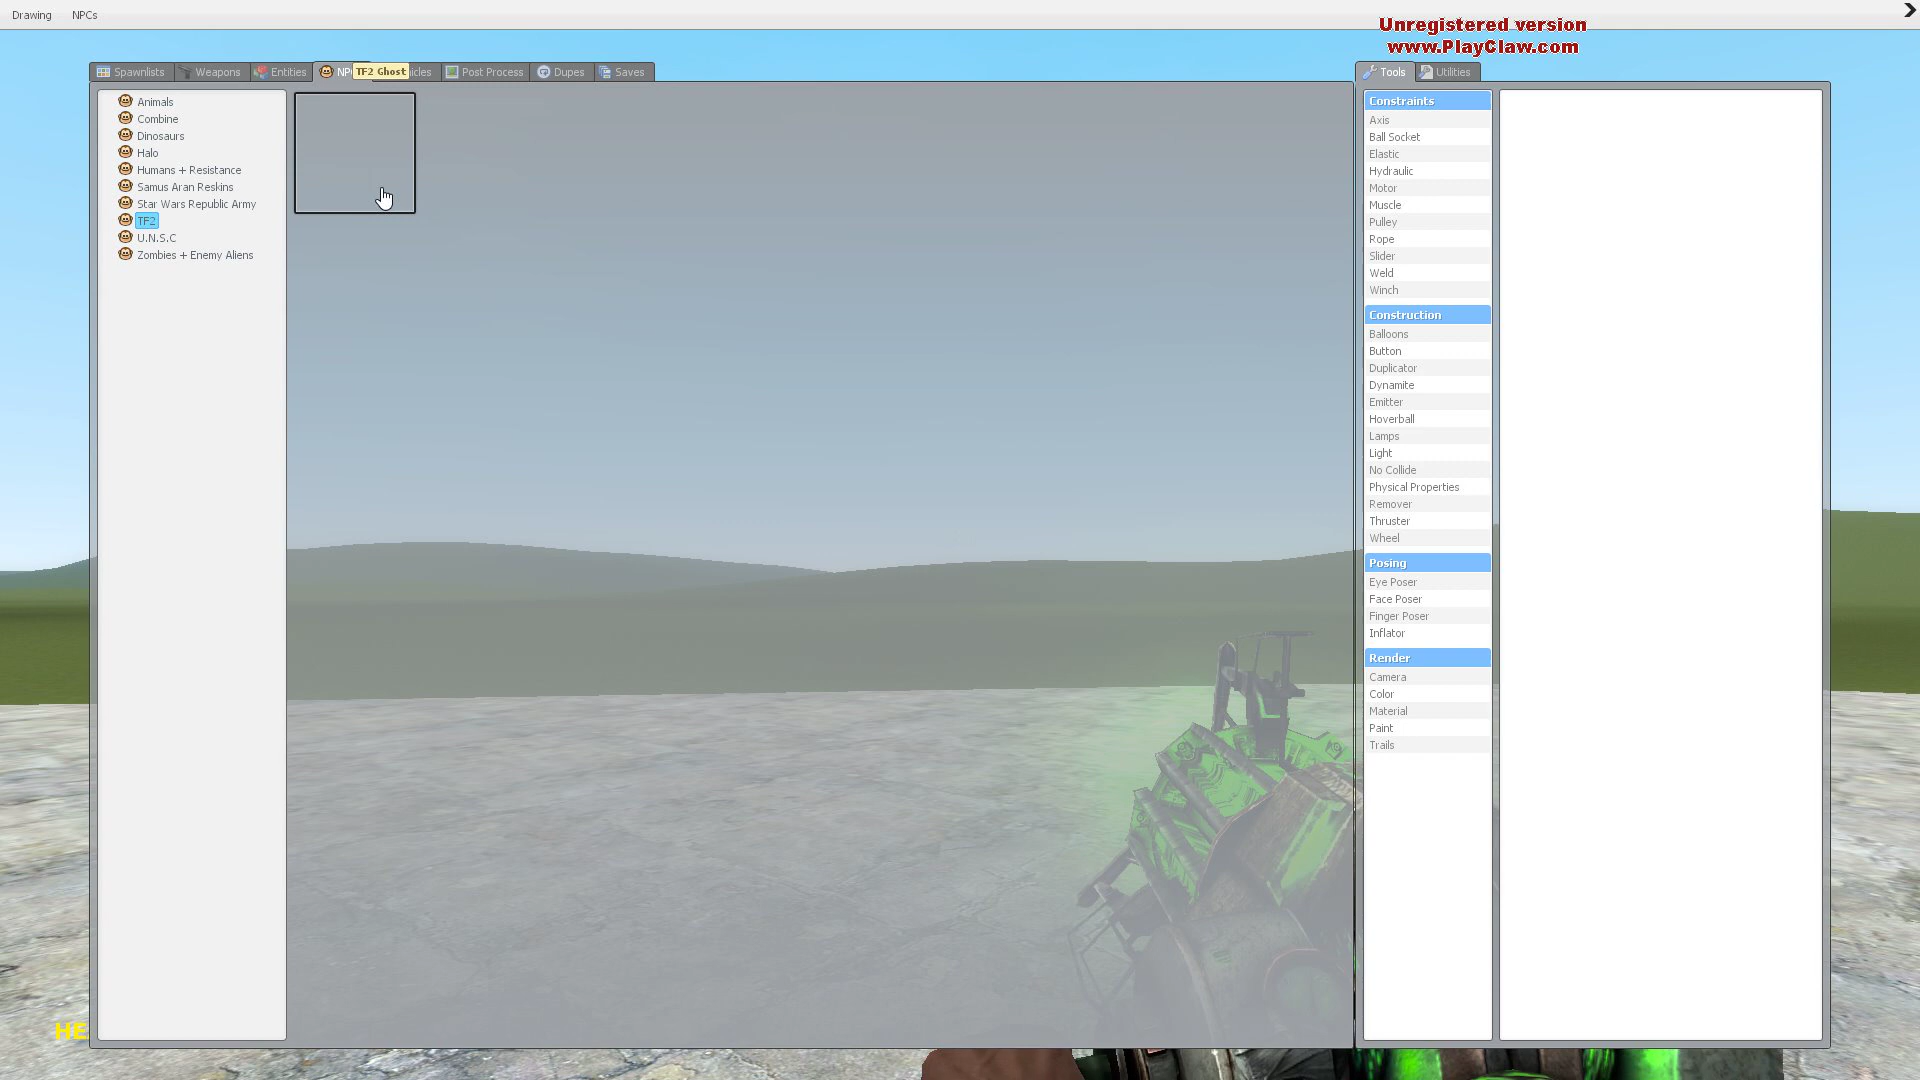 Drawing NPCs
Unregistered version
www.PlayClaw.com
Spawnlists Weapons Entities TF2 Ghost Post Process Dupes Saves
Tools Utilities
Animals
Combine
Dinosaurs
Halo
Humans + Resistance
Samus Aran Reskins
Star Wars Republic Army
TF2
U.N.S.C
Zombies + Enemy Aliens
Constraints
Axis
Ball Socket
Elastic
Hydraulic
Motor
Muscle
Pulley
Rope
Slider
Weld
Winch
Construction
Balloons
Button
Duplicator
Dynamite
Emitter
Hoverball
Lamps
Light
No Collide
Physical Properties
Remover
Thruster
Wheel
Posing
Eye Poser
Face Poser
Finger Poser
Inflator
Render
Camera
Color
Material
Paint
Trails